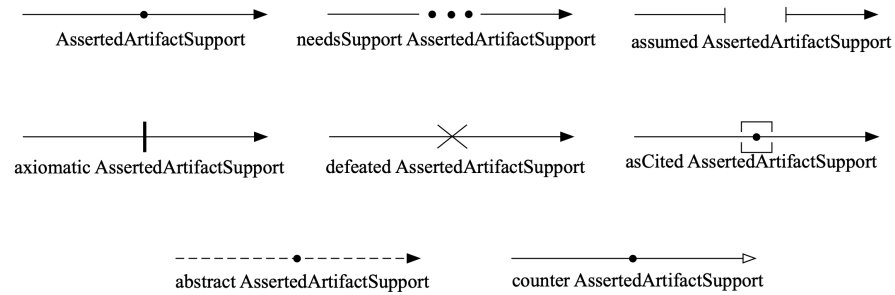 AssertedArtifactSupport
needsSupport AssertedArtifactSupport
assumed AssertedArtifactSupport
axiomatic AssertedArtifactSupport
defeated AssertedArtifactSupport
asCited AssertedArtifactSupport
abstract AssertedArtifactSupport
counter AssertedArtifactSupport